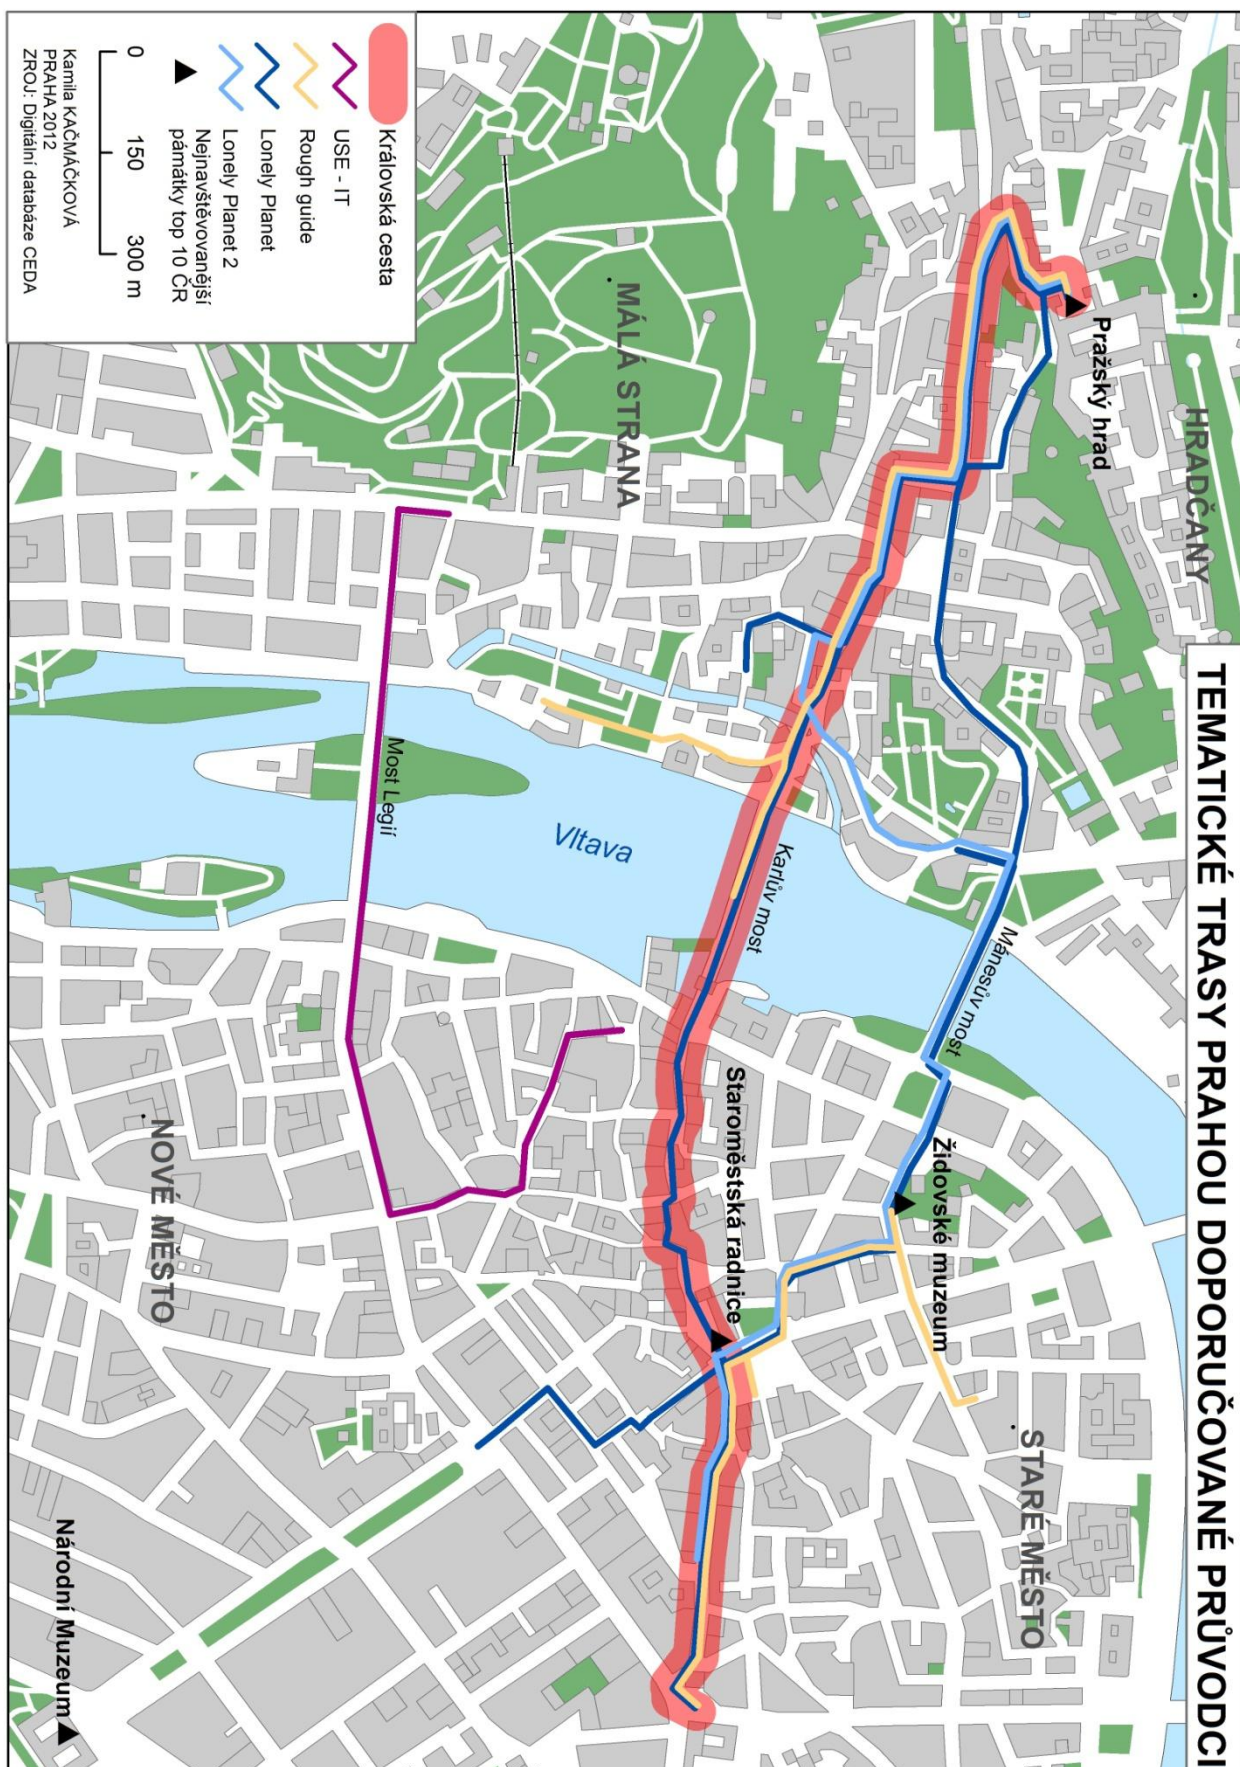 TEMATICKÉ TRASY PRAHOU DOPORUČOVANÉ PRŮVODCI
HRADČANY
Pražský hrad
MÁLÁ STRANA
Karlův most
Mánesův most
Židovské muzeum
Staroměstská radnice
STARÉ MĚSTO
Vltava
Most Legií
NOVÉ MĚSTO
Národní Muzeum
Královská cesta
USE - IT
Rough guide
Lonely Planet
Lonely Planet 2
Nejnavštěvovanější
památky top 10 ČR
0 150 300 m
Kamila KAČMÁČKOVÁ
PRAHA 2012
ZROJ: Digitální databáze CEDA